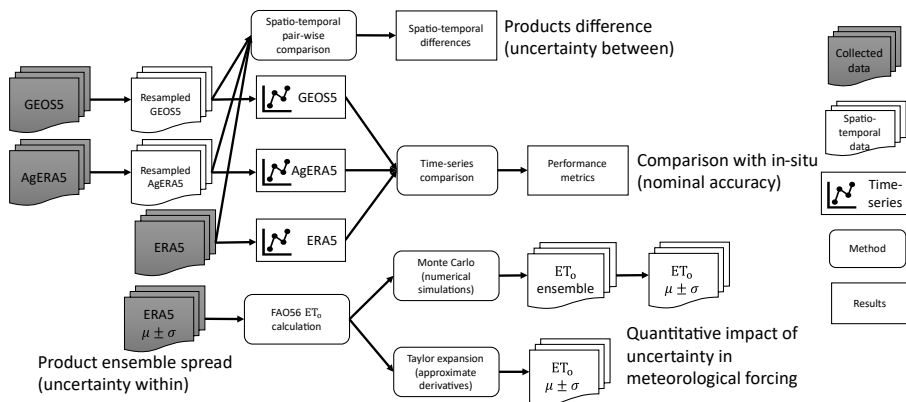 Spatio-temporal
pair-wise
comparison
Spatio-temporal
differences
Products difference
(uncertainty between)
GEOS5
Resampled
GEOS5
GEOS5
AgERA5
Resampled
AgERA5
AgERA5
Time-series
comparison
Performance
metrics
Comparison with in-situ
(nominal accuracy)
ERA5
ERA5
ERA5
μ ± σ
FAO56 ETₒ
calculation
Monte Carlo
(numerical
simulations)
ETₒ
ensemble
ETₒ
μ ± σ
Taylor expansion
(approximate
derivatives)
ETₒ
μ ± σ
Product ensemble spread
(uncertainty within)
Quantitative impact of
uncertainty in
meteorological forcing
Collected
data
Spatio-
temporal
data
Time-
series
Method
Results